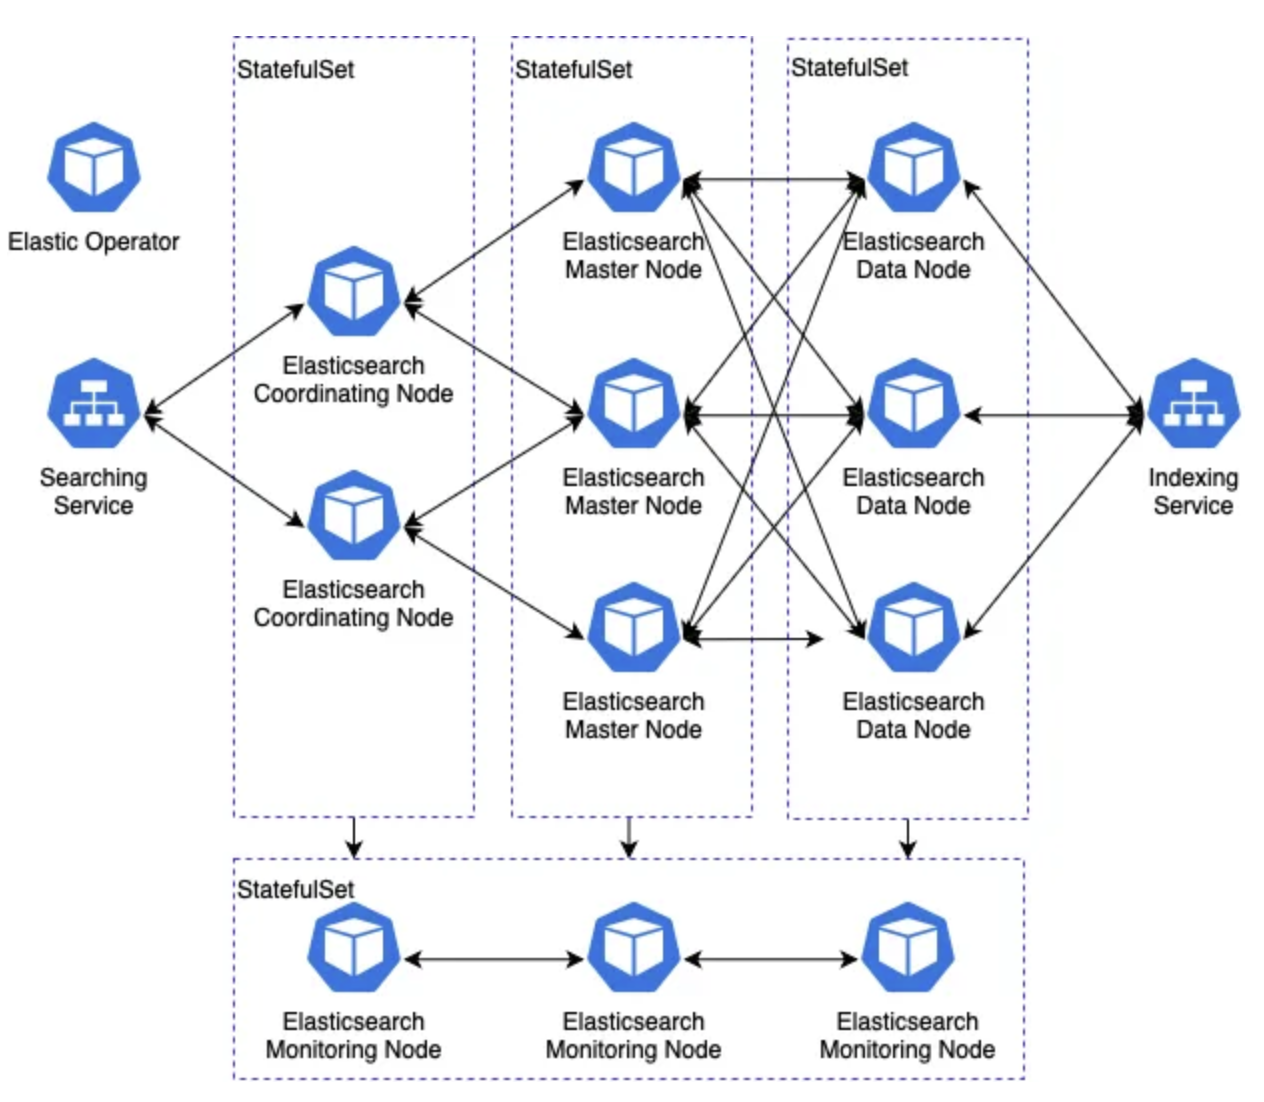 StatefulSet
StatefulSet
StatefulSet
Elastic Operator
Elasticsearch
Master Node
Elasticsearch
Data Node
Elasticsearch
Coordinating Node
Searching
Service
Elasticsearch
Master Node
Elasticsearch
Data Node
Indexing
Service
Elasticsearch
Coordinating Node
Elasticsearch
Master Node
Elasticsearch
Data Node
StatefulSet
Elasticsearch
Monitoring Node
Elasticsearch
Monitoring Node
Elasticsearch
Monitoring Node